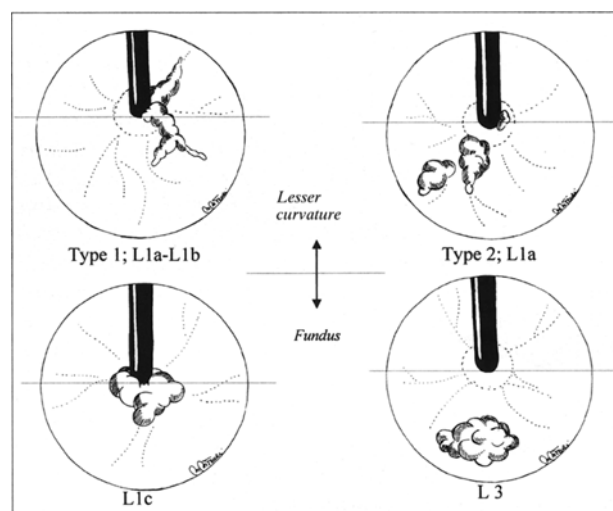 Lesser
curvature
Type 1; L1a-L1b
Type 2; L1a
Fundus
L1c
L 3